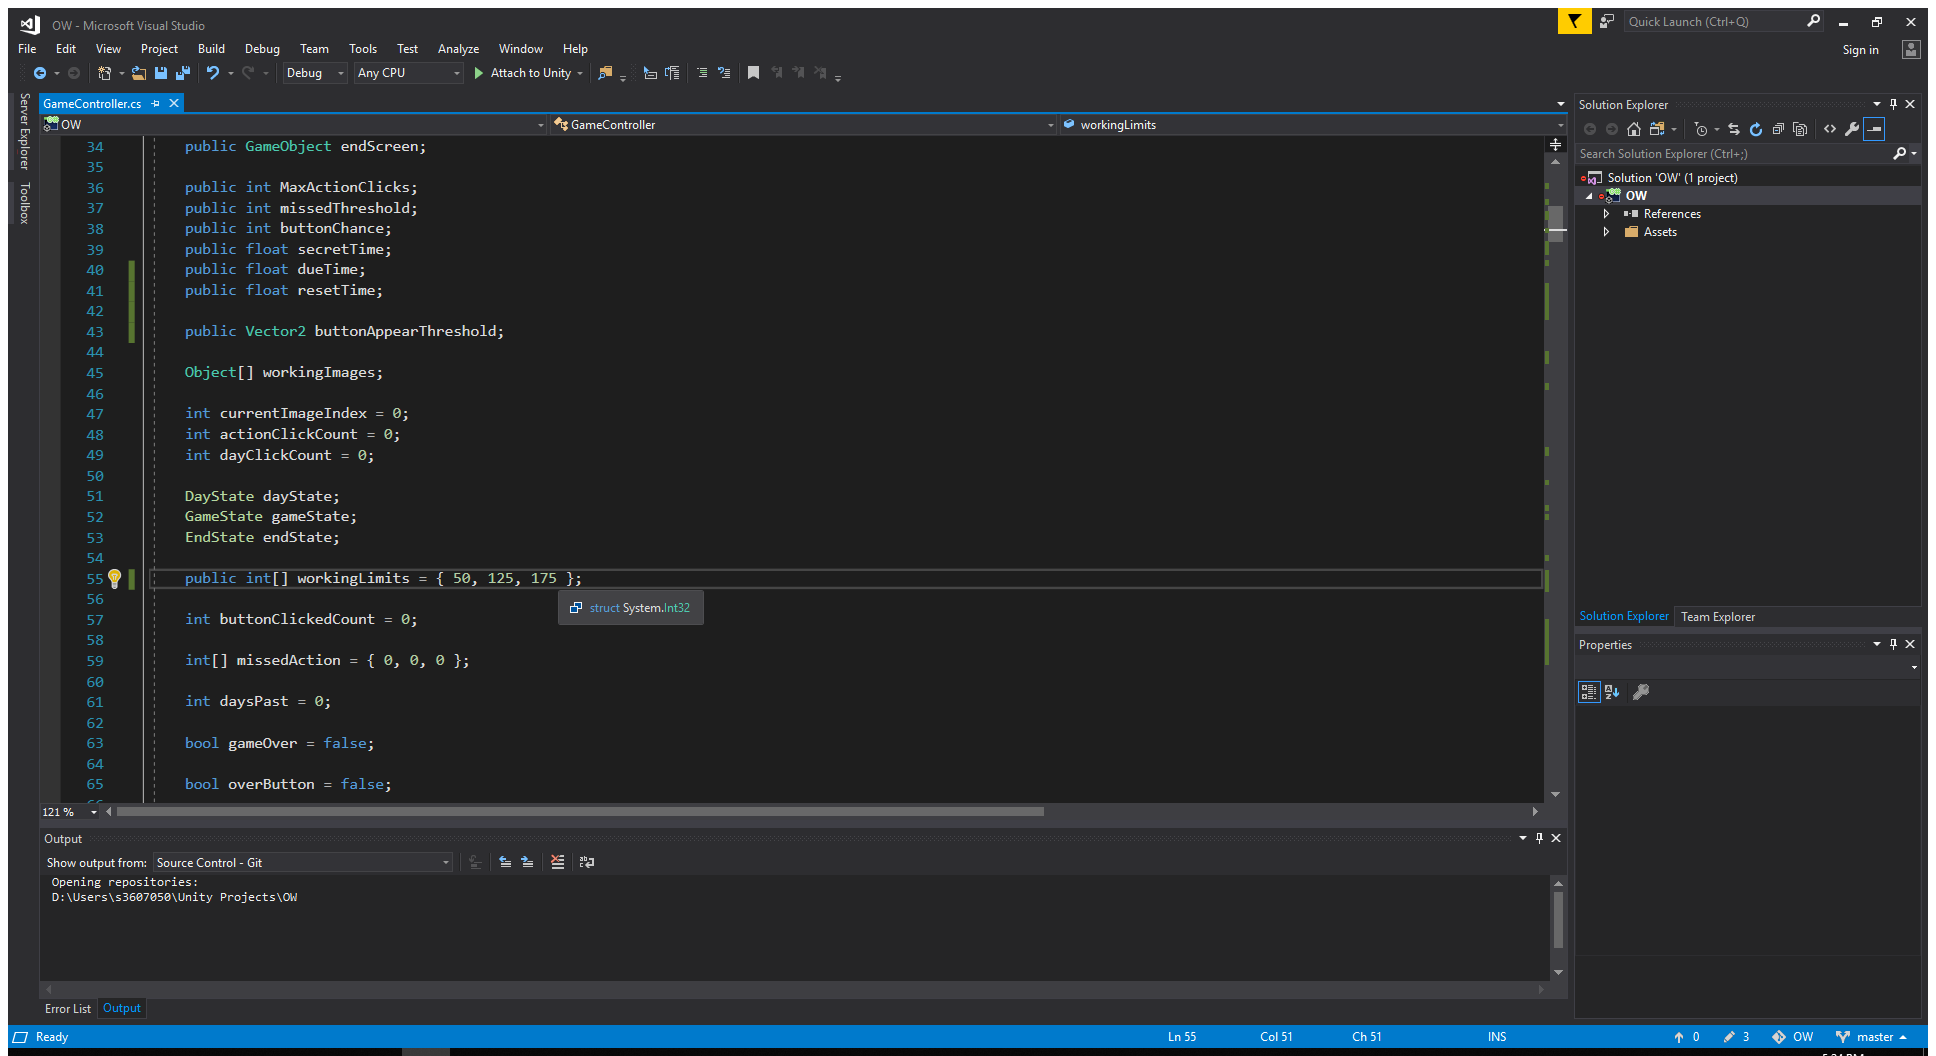 OW - Microsoft Visual Studio
Quick Launch (Ctrl+Q)
File Edit View Project Build Debug Team Tools Test Analyze Window Help
Sign in
Debug Any CPU Attach to Unity
Server Explorer
Toolbox
GameController.cs
OW GameController workingLimits
34 public GameObject endScreen;
35
36 public int MaxActionClicks;
37 public int missedThreshold;
38 public int buttonChance;
39 public float secretTime;
40 public float dueTime;
41 public float resetTime;
42
43 public Vector2 buttonAppearThreshold;
44
45 Object[] workingImages;
46
47 int currentImageIndex = 0;
48 int actionClickCount = 0;
49 int dayClickCount = 0;
50
51 DayState dayState;
52 GameState gameState;
53 EndState endState;
54
55 public int[] workingLimits = { 50, 125, 175 };
56
struct System.Int32
57 int buttonClickedCount = 0;
58
59 int[] missedAction = { 0, 0, 0 };
60
61 int daysPast = 0;
62
63 bool gameOver = false;
64
65 bool overButton = false;
121 %
Output
Show output from: Source Control - Git
Opening repositories:
D:\Users\s3607050\Unity Projects\OW
Error List Output
Solution Explorer
Search Solution Explorer (Ctrl+;)
Solution 'OW' (1 project)
OW
References
Assets
Solution Explorer Team Explorer
Properties
Ready Ln 55 Col 51 Ch 51 INS 0 3 OW master